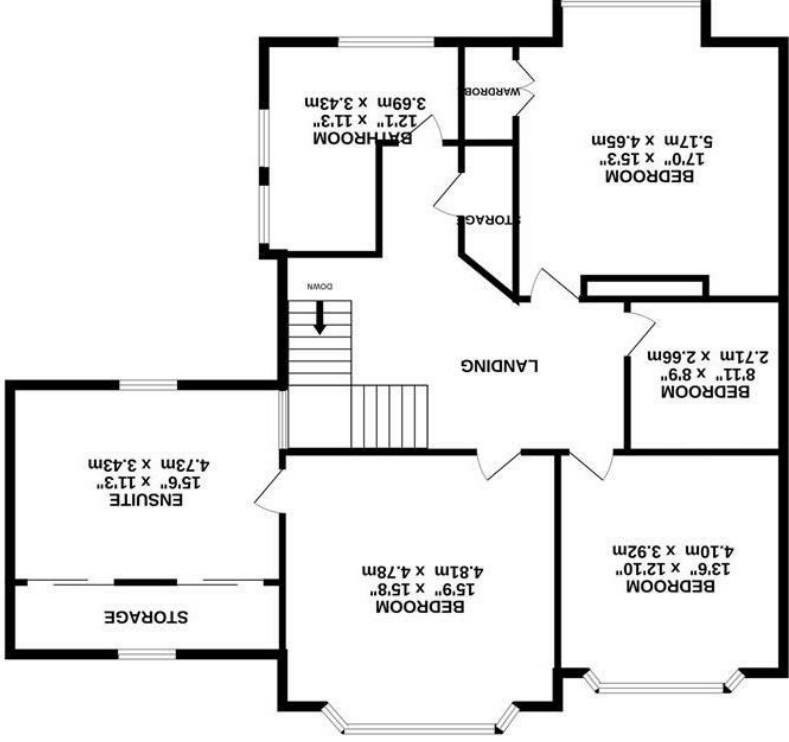 BEDROOM
13'6" x 12'10"
4.10m x 3.92m
BEDROOM
15'9" x 15'8"
4.81m x 4.78m
STORAGE
ENSUITE
15'6" x 11'3"
4.73m x 3.43m
BEDROOM
8'11" x 8'9"
2.71m x 2.66m
LANDING
DOWN
STORAGE
BEDROOM
17'0" x 15'3"
5.17m x 4.65m
WARDROBE
BATHROOM
12'1" x 11'3"
3.69m x 3.43m